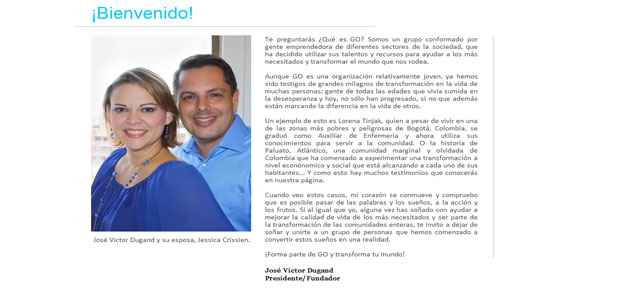 ¡Bienvenido!
Te preguntarás ¿Qué es GO? Somos un grupo conformado por
gente emprendedora de diferentes sectores de la sociedad, que
ha decidido utilizar sus talentos y recursos para ayudar a los más
necesitados y transformar el mundo que nos rodea.
Aunque GO es una organización relativamente joven, ya hemos
sido testigos de grandes milagros de transformación en la vida de
muchas personas; gente de todas las edades que vivía sumida en
la desesperanza y hoy, no sólo han progresado, si no que además
están marcando la diferencia en la vida de otros.
Un ejemplo de esto es Lorena Tinjak, quien a pesar de vivir en una
de las zonas más pobres y peligrosas de Bogotá, Colombia, se
graduó como Auxiliar de Enfermería y ahora utiliza sus
conocimientos para servir a la comunidad. O la historia de
Paluato, Atlántico, una comunidad marginal y olvidada de
Colombia que ha comenzado a experimentar una transformación a
nivel econónomico y social que está alcanzando a cada uno de sus
habitantes... Y como esto hay muchos testimonios que conocerás
en nuestra página.
Cuando veo estos casos, mi corazón se conmueve y compruebo
que es posible pasar de las palabras y los sueños, a la acción y
los frutos. Si al igual que yo, alguna vez has soñado con ayudar a
mejorar la calidad de vida de los más necesitados y ser parte de
la transformación de las comunidades enteras, te invito a dejar de
soñar y unirte a un grupo de personas que hemos comenzado a
convertir estos sueños en una realidad.
¡Forma parte de GO y transforma tu mundo!
José Víctor Dugand
Presidente/Fundador
José Víctor Dugand y su esposa, Jessica Crissien.